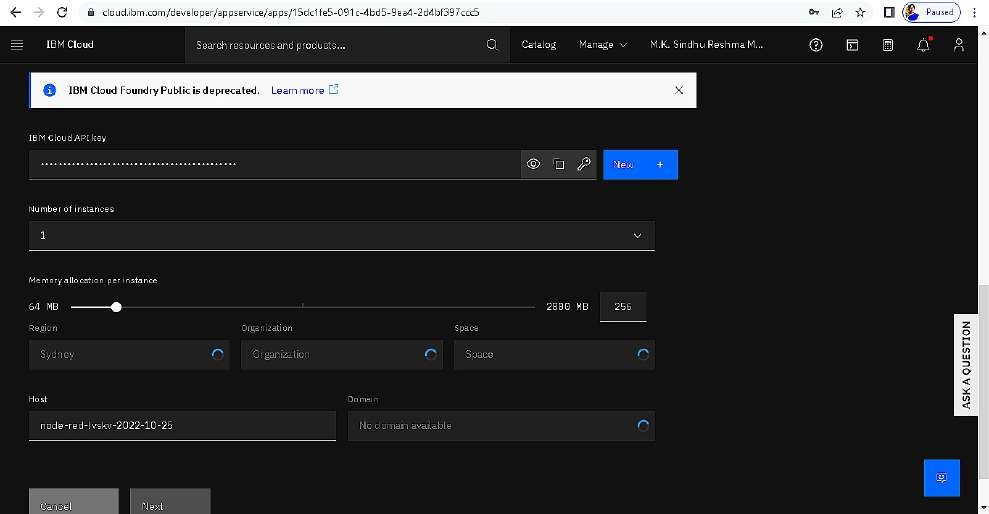 cloud.ibm.com/developer/appservice/apps/15dc1fe5-091c-4bd5-9ea4-2d4bf397ccc5
Paused
IBM Cloud
Search resources and products...
Catalog
Manage
M.K. Sindhu Reshma M...
IBM Cloud Foundry Public is deprecated. Learn more
IBM Cloud API key
New +
Number of instances
1
Memory allocation per instance
64 MB
2000 MB
256
Region
Organization
Space
Sydney
Organization
Space
Host
Domain
node-red-lvskv-2022-10-25
No domain available
ASK A QUESTION
Cancel
Next